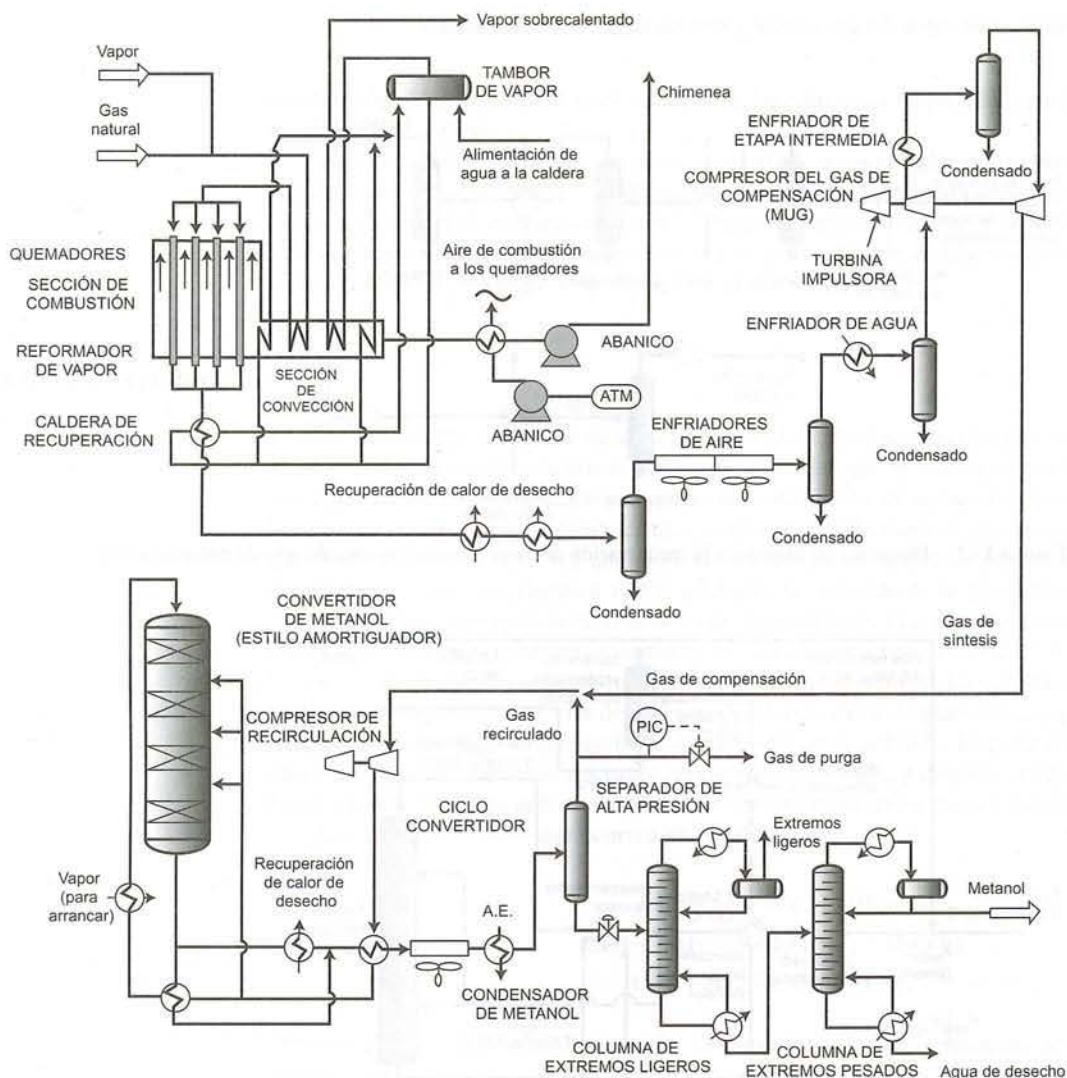 Vapor sobrecalentado
Vapor
Gas
natural
TAMBOR
DE VAPOR
Alimentación de
agua a la caldera
Chimenea
ENFRIADOR DE
ETAPA INTERMEDIA
Condensado
COMPRESOR DEL GAS DE
COMPENSACIÓN
(MUG)
TURBINA
IMPULSORA
QUEMADORES
SECCIÓN DE
COMBUSTIÓN
REFORMADOR
DE VAPOR
SECCIÓN
DE
CONVECCIÓN
Aire de combustión
a los quemadores
ABANICO
ATM
ABANICO
ENFRIADOR DE AGUA
CALDERA DE
RECUPERACIÓN
ENFRIADORES
DE AIRE
Condensado
Recuperación de calor de desecho
Condensado
Condensado
CONVERTIDOR
DE METANOL
(ESTILO AMORTIGUADOR)
Gas de
síntesis
Gas de compensación
COMPRESOR DE
RECIRCULACIÓN
Gas
recirculado
PIC
Gas de purga
SEPARADOR DE
ALTA PRESIÓN
CICLO
CONVERTIDOR
Extremos
ligeros
Recuperación
de calor de
desecho
Vapor
(para
arrancar)
A.E.
Metanol
CONDENSADOR
DE METANOL
COLUMNA DE
EXTREMOS LIGEROS
COLUMNA DE
EXTREMOS PESADOS
Agua de desecho